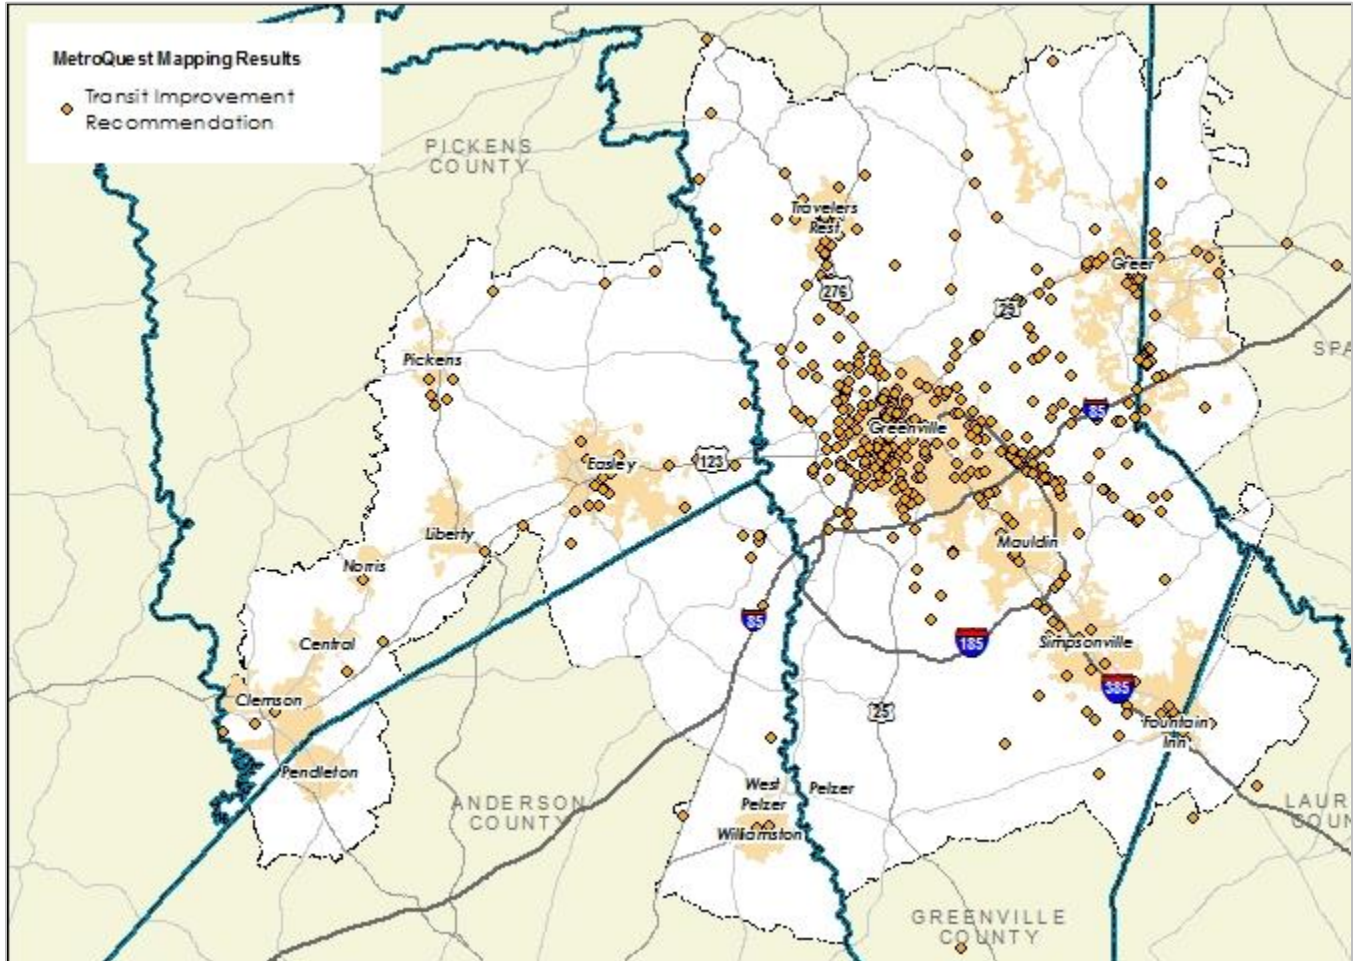 MetroQuest Mapping Results
Transit Improvement
Recommendation
PICKENS
COUNTY
Travelers
Rest
Greer
276
29
SPA
Pickens
85
Greenville
Easley
123
Liberty
Mauldin
Norris
85
185
Simpsonville
Central
385
Clemson
25
Fountain
Inn
Pendleton
West
Pelzer
Pelzer
ANDERSON
COUNTY
LAUR
COUN
Williamston
GREENVILLE
COUNTY